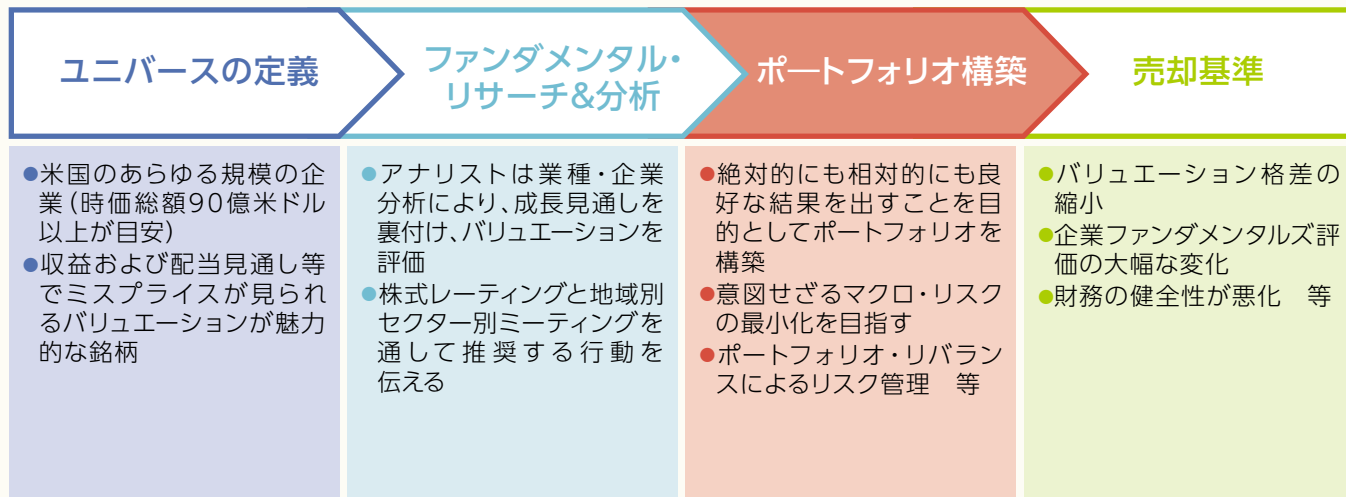 ユニバースの定義
ファンダメンタル・
リサーチ&分析
ポートフォリオ構築
売却基準
●米国のあらゆる規模の企
業(時価総額90億米ドル
以上が目安)
●収益および配当見通し等
でミスプライスが見られ
るバリュエーションが魅力
的な銘柄
●アナリストは業種・企業
分析により、成長見通しを
裏付け、バリュエーションを
評価
●株式レーティングと地域別
セクター別ミーティングを
通して推奨する行動を
伝える
●絶対的にも相対的にも良
好な結果を出すことを目
的としてポートフォリオを
構築
●意図せざるマクロ・リスク
の最小化を目指す
●ポートフォリオ・リバラン
スによるリスク管理　等
●バリュエーション格差の
縮小
●企業ファンダメンタルズ評
価の大幅な変化
●財務の健全性が悪化　等